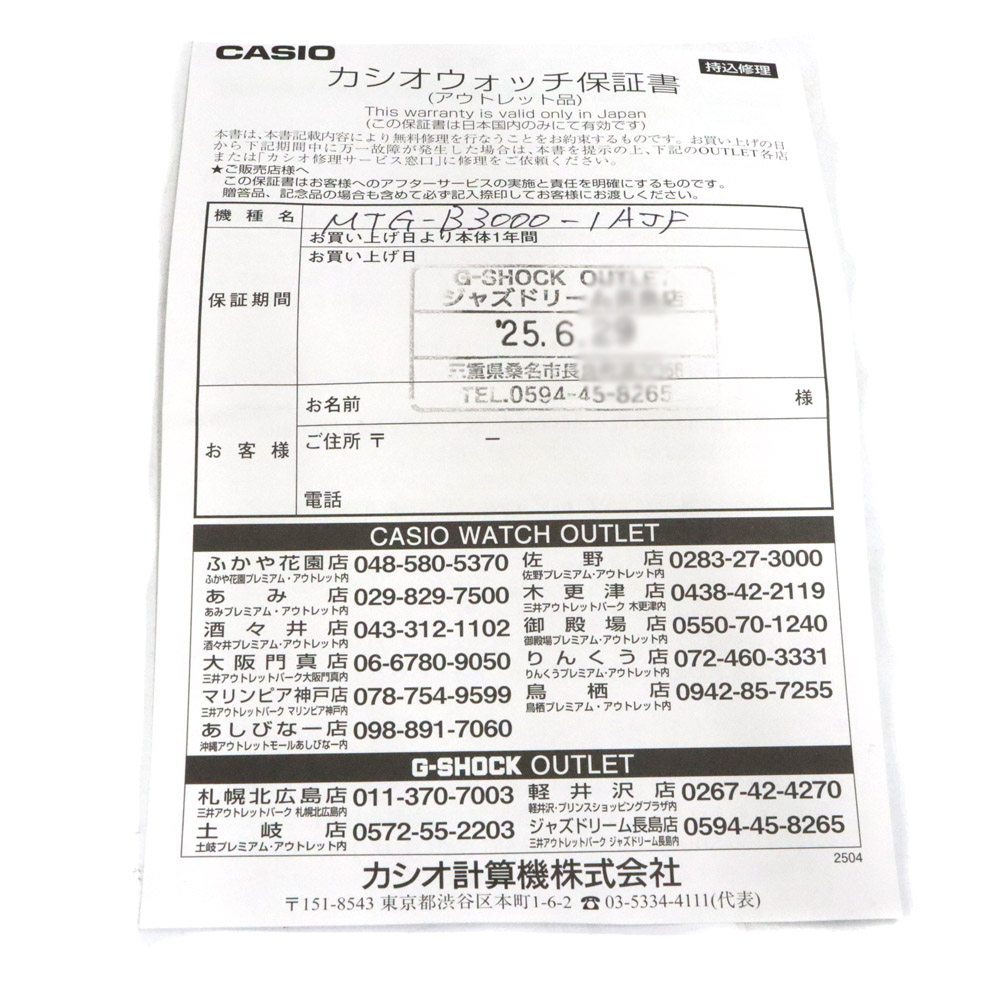 CASIO
持込修理
カシオウォッチ保証書
(アウトレット品)
This warranty is valid only in Japan
(この保証書は日本国内のみにて有効です)
本書は、本書記載内容により無料修理を行なうことをお約束するものです。お買い上げの日
から下記期間中に万一故障が発生した場合は、本書を提示の上、下記のOUTLET各店
または「カシオ修理サービス窓口」に修理をご依頼ください。
★ご販売店様へ
この保証書はお客様へのアフターサービスの実施と責任を明確にするものです。
贈答品、記念品の場合も含めて必ず記入捺印してお客様にお渡しください。
機種名 MTG-B3000-1AJF
お買い上げ日より本体1年間
お買い上げ日
保証期間
G-SHOCK OUTLET
ジャズドリー 店
'25.6.29
三重県桑名市長
TEL.0594-45-8265
お名前 様
お客様
ご住所 〒 －
電話
CASIO WATCH OUTLET
ふかや花園店 048-580-5370 佐野店 0283-27-3000
ふかや花園プレミアム・アウトレット内 佐野プレミアム・アウトレット内
あみ店 029-829-7500 木更津店 0438-42-2119
あみプレミアム・アウトレット内 三井アウトレットパーク 木更津内
酒々井店 043-312-1102 御殿場店 0550-70-1240
酒々井プレミアム・アウトレット内 御殿場プレミアム・アウトレット内
大阪門真店 06-6780-9050 りんくう店 072-460-3331
三井アウトレットパーク大阪門真内 りんくうプレミアム・アウトレット内
マリンピア神戸店 078-754-9599 鳥栖店 0942-85-7255
三井アウトレットパーク マリンピア神戸内 鳥栖プレミアム・アウトレット内
あしびなー店 098-891-7060
沖縄アウトレットモールあしびなー内
G-SHOCK OUTLET
札幌北広島店 011-370-7003 軽井沢店 0267-42-4270
三井アウトレットパーク 札幌北広島内 軽井沢・プリンスショッピングプラザ内
土岐店 0572-55-2203 ジャズドリーム長島店 0594-45-8265
土岐プレミアム・アウトレット内 三井アウトレットパーク ジャズドリーム長島内
2504
カシオ計算機株式会社
〒151-8543 東京都渋谷区本町1-6-2 ☎ 03-5334-4111(代表)